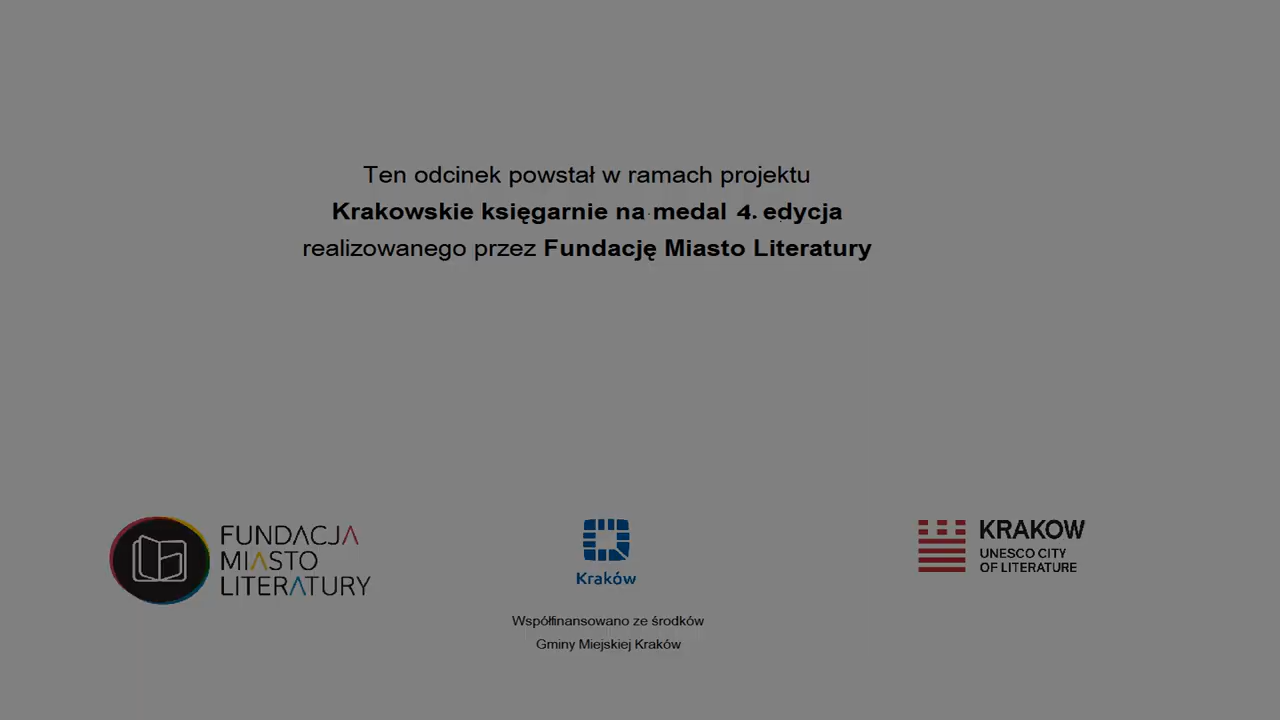 Ten odcinek powstał w ramach projektu
Krakowskie księgarnie na medal 4. edycja
realizowanego przez Fundację Miasto Literatury
FUNDACJA
MIASTO
LITERATURY
Kraków
Współfinansowano ze środków
Gminy Miejskiej Kraków
KRAKOW
UNESCO CITY
OF LITERATURE